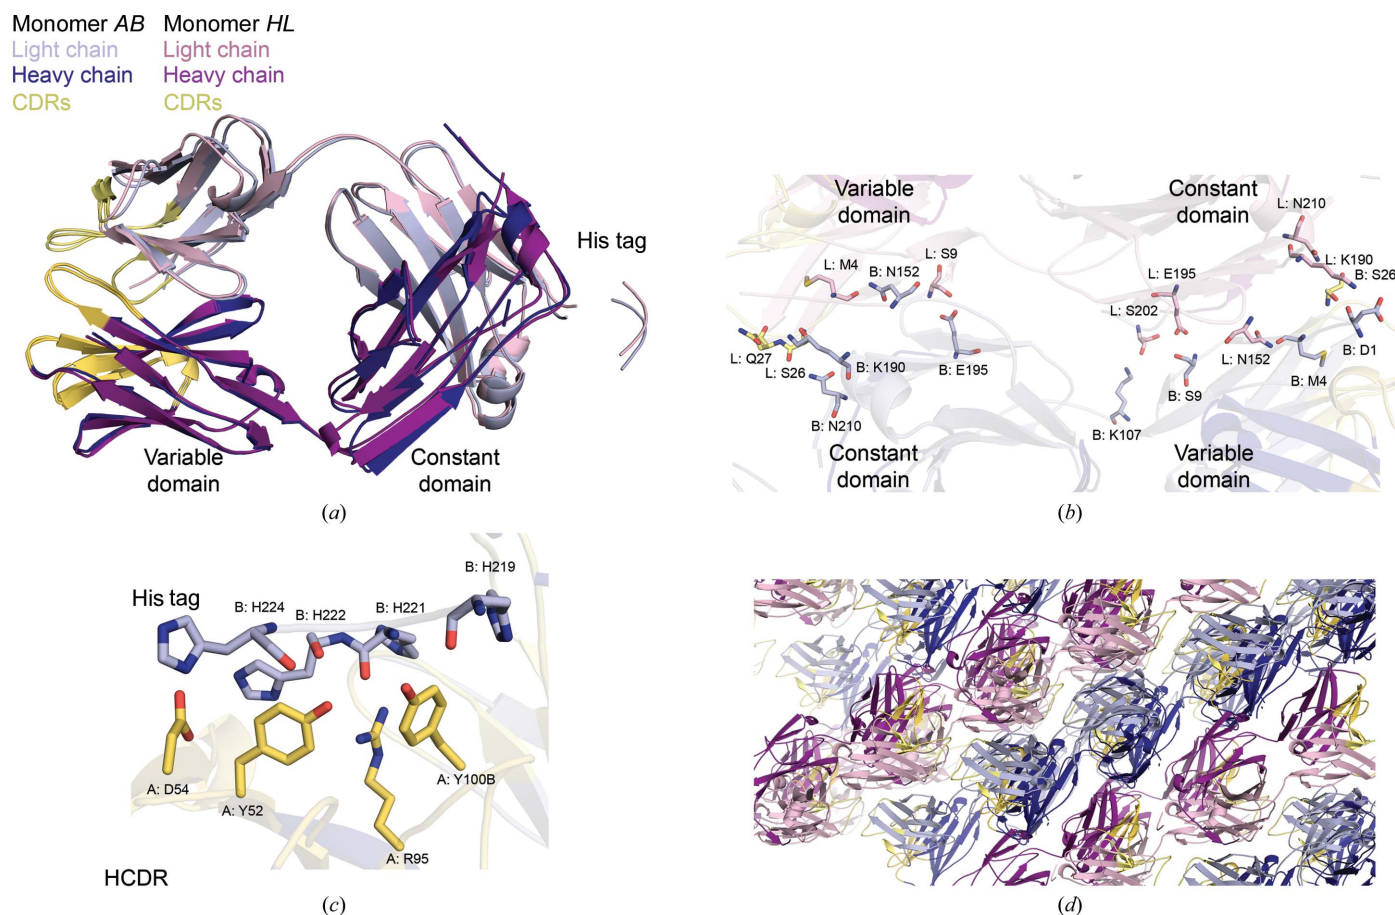 Monomer AB Monomer HL
Light chain Light chain
Heavy chain Heavy chain
CDRs CDRs
His tag
Variable
domain
Constant
domain
(a)
Variable
domain
Constant
domain
L: N210
L: M4
B: N152
L: S9
L: E195
L: K190
B: S26
L: S202
L: Q27
L: S26
B: K190
B: E195
L: N152
B: D1
B: M4
B: S9
B: N210
B: K107
Constant
domain
Variable
domain
(b)
His tag
B: H224
B: H222
B: H221
B: H219
A: D54
A: Y52
A: Y100B
A: R95
HCDR
(c)
(d)